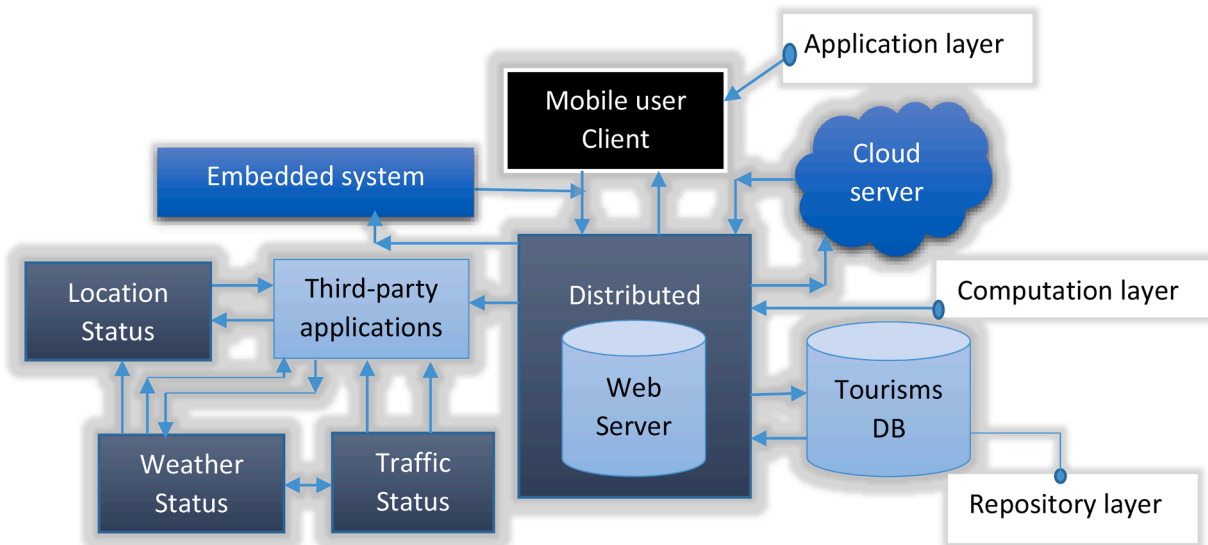 Application layer
Mobile user
Client
Cloud
server
Embedded system
Location
Status
Third-party
applications
Distributed
Computation layer
Web
Server
Tourisms
DB
Weather
Status
Traffic
Status
Repository layer